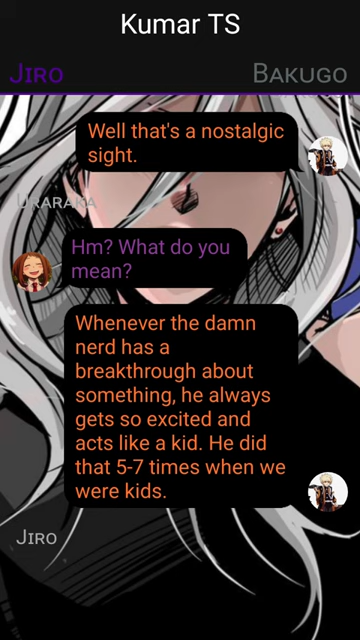 Kumar TS
Jiro
Bakugo
Well that's a nostalgic
sight.
Uraraka
Hm? What do you
mean?
Whenever the damn
nerd has a
breakthrough about
something, he always
gets so excited and
acts like a kid. He did
that 5-7 times when we
were kids.
Jiro